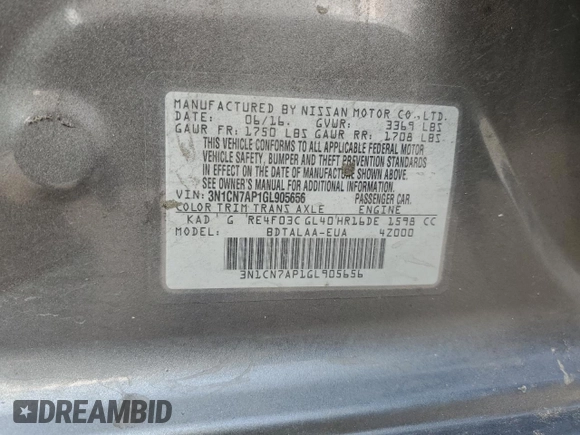 MANUFACTURED BY NISSAN MOTOR CO.,LTD.
DATE: 06/16. GVWR: 3369 LBS
GAWR FR: 1750 LBS GAWR RR: 1708 LBS
THIS VEHICLE CONFORMS TO ALL APPLICABLE FEDERAL MOTOR
VEHICLE SAFETY, BUMPER AND THEFT PREVENTION STANDARDS
IN EFFECT ON THE DATE OF MANUFACTURE SHOWN ABOVE.
SEE OWNER'S MANUAL FOR ADDITIONAL INFORMATION.
VIN: 3N1CN7AP1GL905656 PASSENGER CAR.
COLOR TRIM TRANS AXLE ENGINE
KAD G RE4F03C GL40 HR16DE 1598 CC
MODEL: BDTALAA-EUA 4Z000
3N1CN7AP1GL905656
DREAMBID